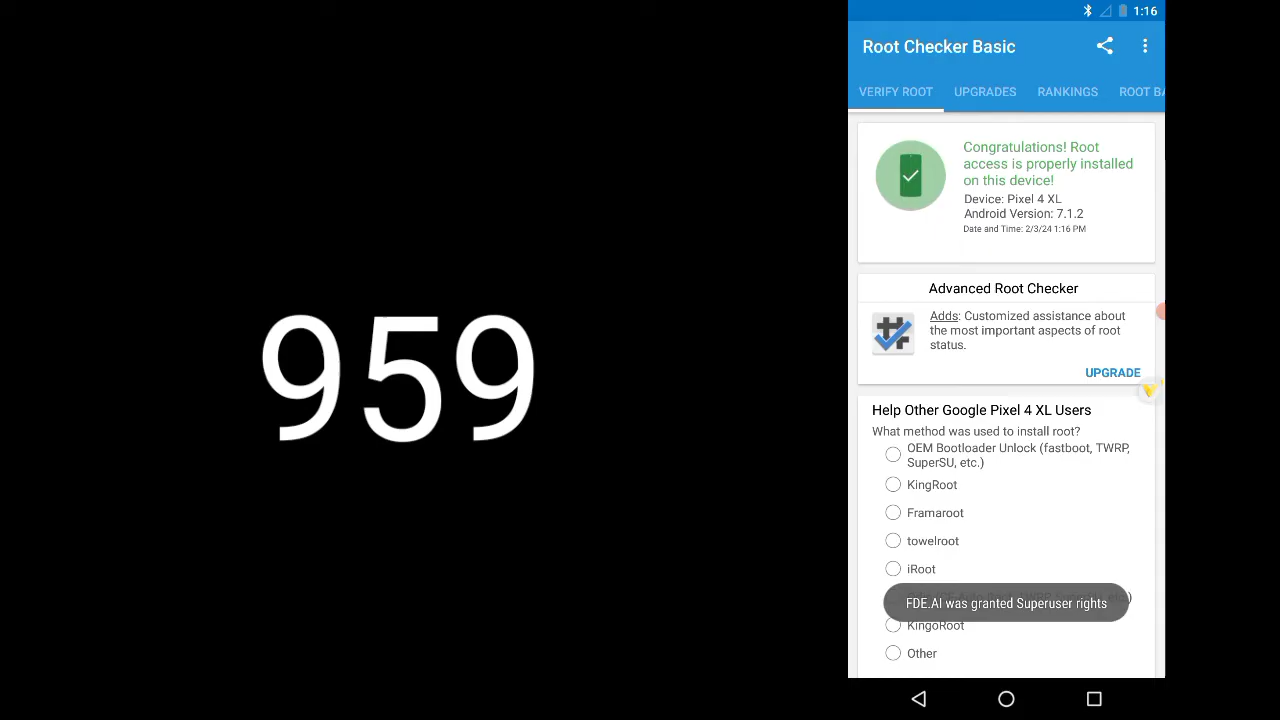 959
1:16
Root Checker Basic
VERIFY ROOT
UPGRADES
RANKINGS
ROOT BA
Congratulations! Root
access is properly installed
on this device!
Device: Pixel 4 XL
Android Version: 7.1.2
Date and Time: 2/3/24 1:16 PM
Advanced Root Checker
Adds: Customized assistance about
the most important aspects of root
status.
UPGRADE
Help Other Google Pixel 4 XL Users
What method was used to install root?
OEM Bootloader Unlock (fastboot, TWRP,
SuperSU, etc.)
KingRoot
Framaroot
towelroot
iRoot
FDE.AI was granted Superuser rights
KingoRoot
Other